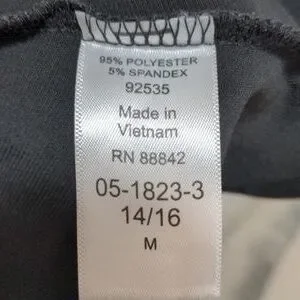 95% POLYESTER
5% SPANDEX
92535
Made in
Vietnam
RN 88842
05-1823-3
14/16
M